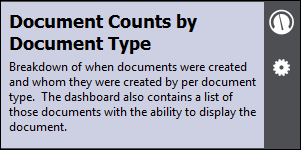 Document Counts by
Document Type
Breakdown of when documents were created
and whom they were created by per document
type.  The dashboard also contains a list of
those documents with the ability to display the
document.